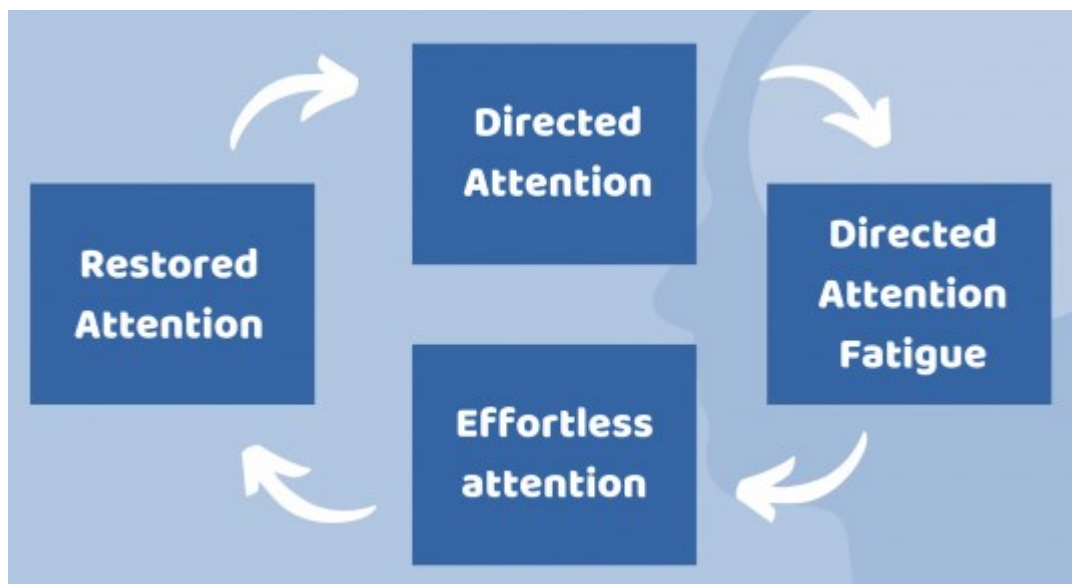 Directed
Attention
Directed
Attention
Fatigue
Effortless
attention
Restored
Attention